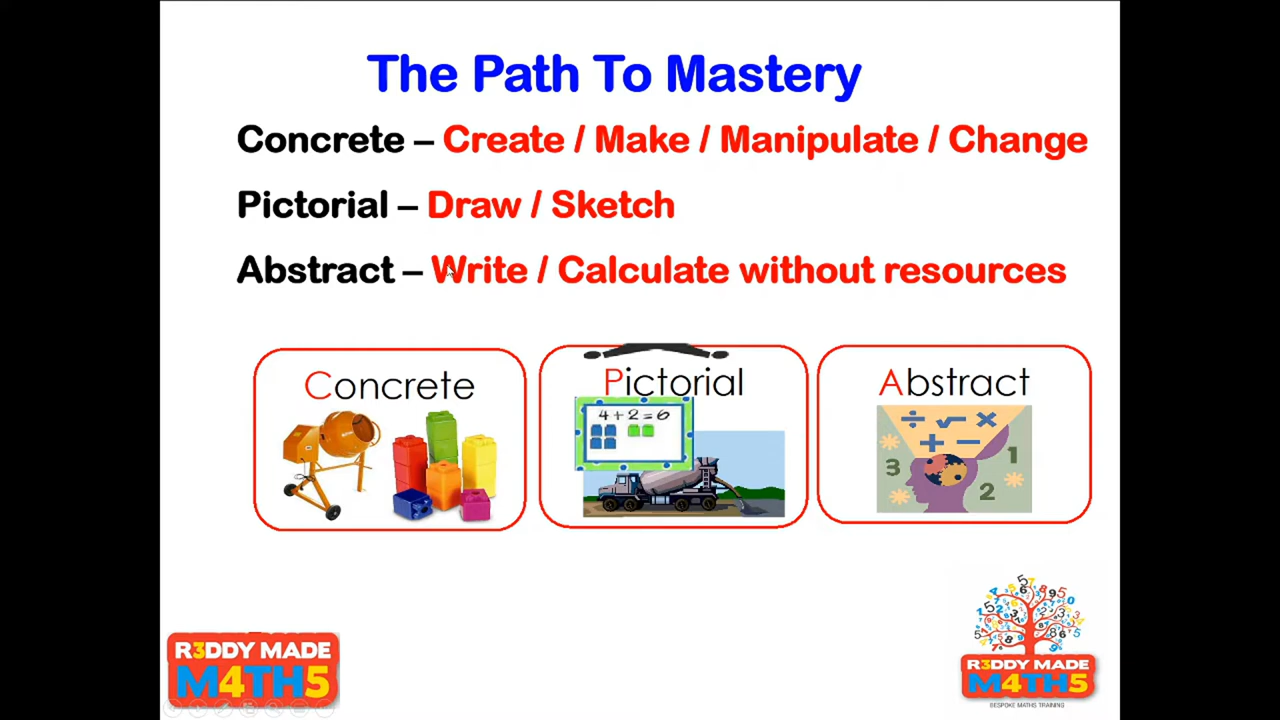 The Path To Mastery
Concrete – Create / Make / Manipulate / Change
Pictorial – Draw / Sketch
Abstract – Write / Calculate without resources
Concrete
Pictorial
4+2=6
Abstract
÷ √ ×
+ −
3 1
2
R3DDY MADE
M4TH5
R3DDY MADE
M4TH5
BESPOKE MATHS TRAINING